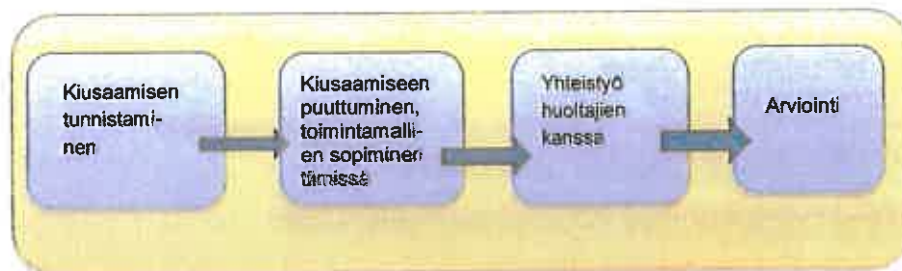 Kiusaamisen
tunnistami-
nen
Kiusaamiseen
puuttuminen,
toimintamalli-
en sopiminen
tiimissä
Yhteistyö
huoltajien
kanssa
Arviointi